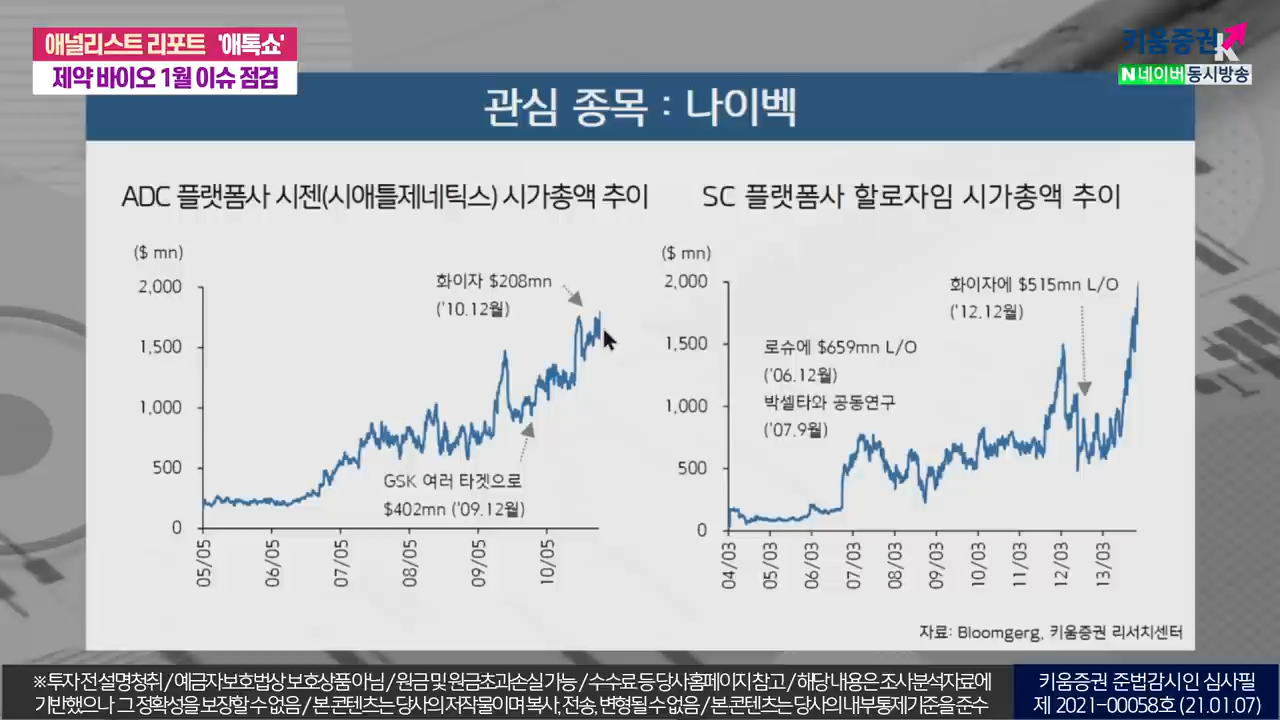 애널리스트 리포트 '애톡쇼'
제약 바이오 1월 이슈 점검
키움증권
N 네이버 동시방송
관심 종목 : 나이벡
ADC 플랫폼사 시젠(시애틀제네틱스) 시가총액 추이
($ mn)
2,000
1,500
1,000
500
0
화이자 $208mn
('10.12월)
GSK 여러 타겟으로
$402mn ('09.12월)
05/05
06/05
07/05
08/05
09/05
10/05
SC 플랫폼사 할로자임 시가총액 추이
($ mn)
2,000
1,500
1,000
500
0
화이자에 $515mn L/O
('12.12월)
로슈에 $659mn L/O
('06.12월)
박셀타와 공동연구
('07.9월)
04/03
05/03
06/03
07/03
08/03
09/03
10/03
11/03
12/03
13/03
자료: Bloomgerg, 키움증권 리서치센터
※ 투자 전 설명청취 / 예금자보호법상 보호상품 아님 / 원금 및 원금초과손실 가능 / 수수료 등 당사홈페이지 참고 / 해당 내용은 조사분석자료에
기반했으나 그 정확성을 보장할 수 없음 / 본 콘텐츠는 당사의 저작물이며 복사, 전송, 변형될 수 없음 / 본 콘텐츠는 당사의 내부통제기준을 준수
키움증권 준법감시인 심사필
제 2021-00058호 (21.01.07)